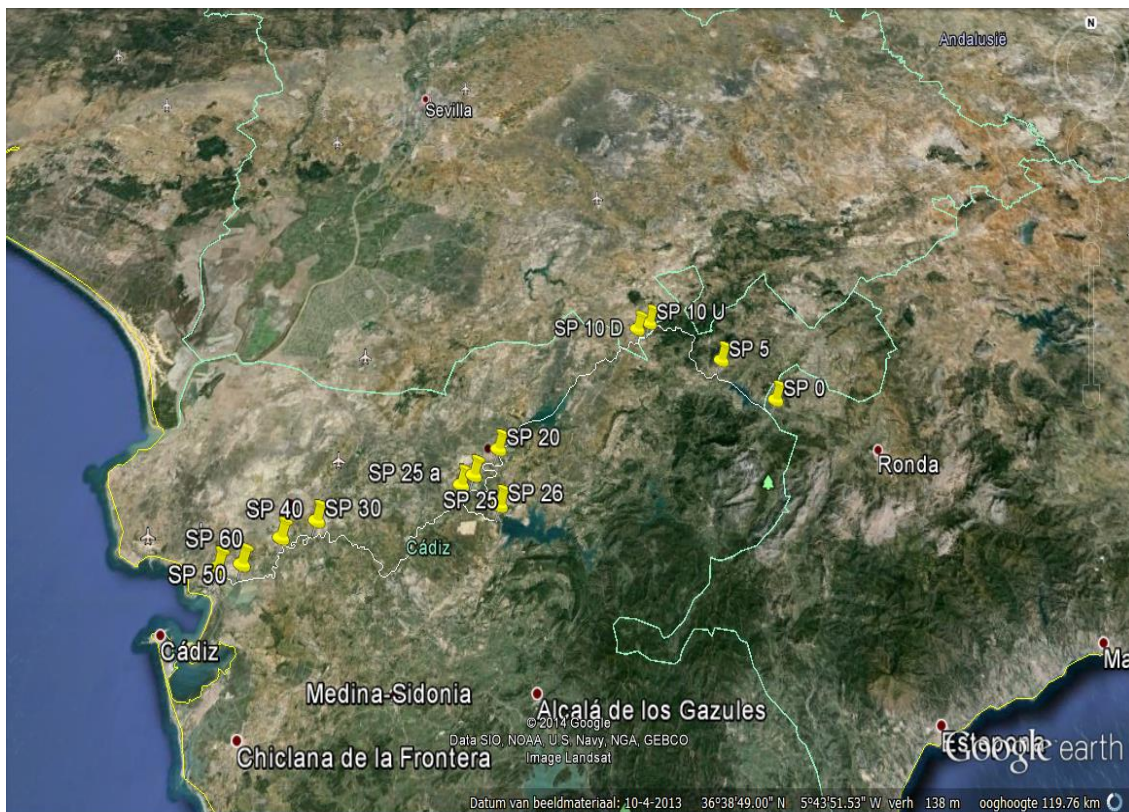 N
Andalusië
Sevilla
SP 10 U
SP 10 D
SP 5
SP 0
SP 20
Ronda
SP 25 a
SP 25
SP 26
SP 40
SP 30
Cádiz
SP 60
SP 50
Cádiz
Ma
Medina-Sidonia
Alcalá de los Gazules
© 2014 Google
Data SIO, NOAA, U.S. Navy, NGA, GEBCO
Image Landsat
Chiclana de la Frontera
Estepona
Google earth
Datum van beeldmateriaal: 10-4-2013 36°38'49.00" N 5°43'51.53" W verh 138 m ooghoogte 119.76 km